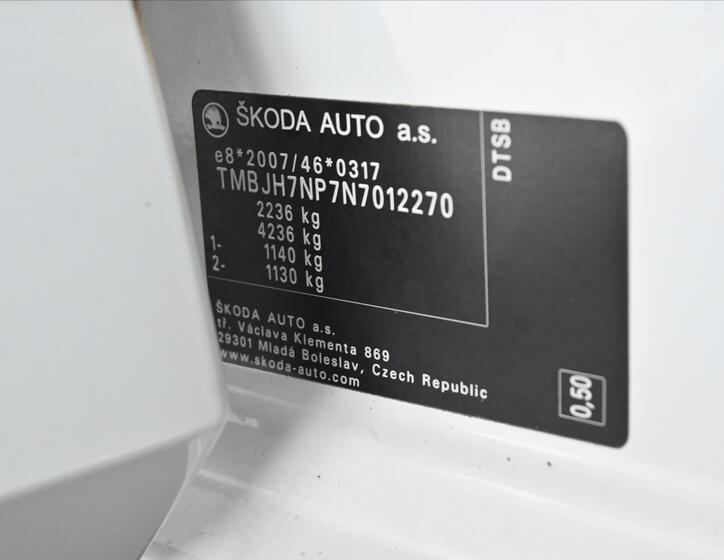 ŠKODA AUTO a.s.
DTSB
e8*2007/46*0317
TMBJH7NP7N7012270
2236 kg
4236 kg
1- 1140 kg
2- 1130 kg
ŠKODA AUTO a.s.
tř. Václava Klementa 869
29301 Mladá Boleslav, Czech Republic
www.skoda-auto.com
0,50